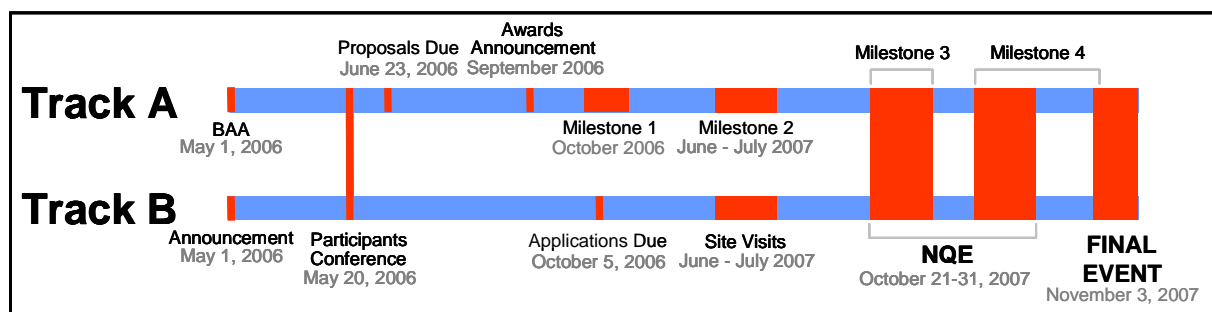 Awards
Proposals Due
Announcement
Milestone 3
Milestone 4
June 23, 2006
September 2006
Track A
BAA
May 1, 2006
Milestone 1
October 2006
Milestone 2
June - July 2007
Track B
Announcement
May 1, 2006
Participants
Conference
May 20, 2006
Applications Due
October 5, 2006
Site Visits
June - July 2007
NQE
October 21-31, 2007
FINAL
EVENT
November 3, 2007